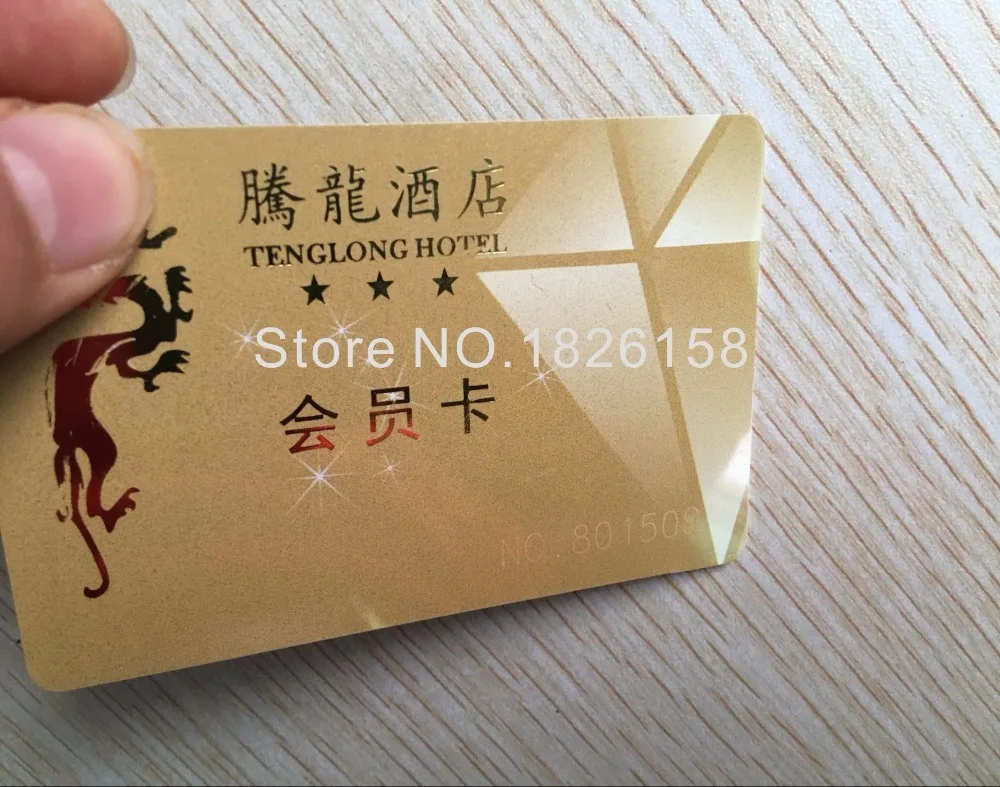 騰龍酒店
TENGLONG HOTEL
★ ★ ★
Store NO.1826158
会员卡
NO.801509